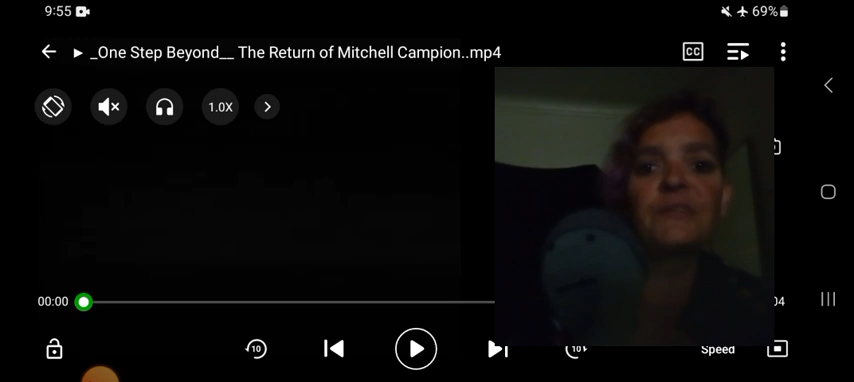 9:55
69%
_One Step Beyond__ The Return of Mitchell Campion..mp4
CC
1.0X
00:00
04
10
10
Speed